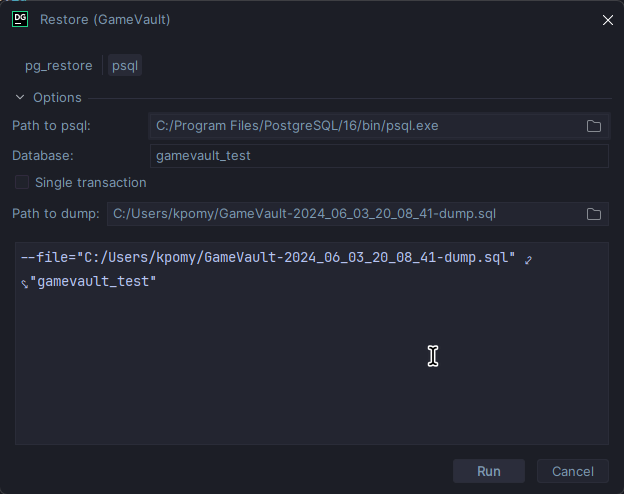 DG
Restore (GameVault)
pg_restore
psql
Options
Path to psql:
C:/Program Files/PostgreSQL/16/bin/psql.exe
Database:
gamevault_test
Single transaction
Path to dump:
C:/Users/kpomy/GameVault-2024_06_03_20_08_41-dump.sql
--file="C:/Users/kpomy/GameVault-2024_06_03_20_08_41-dump.sql"
"gamevault_test"
Run
Cancel